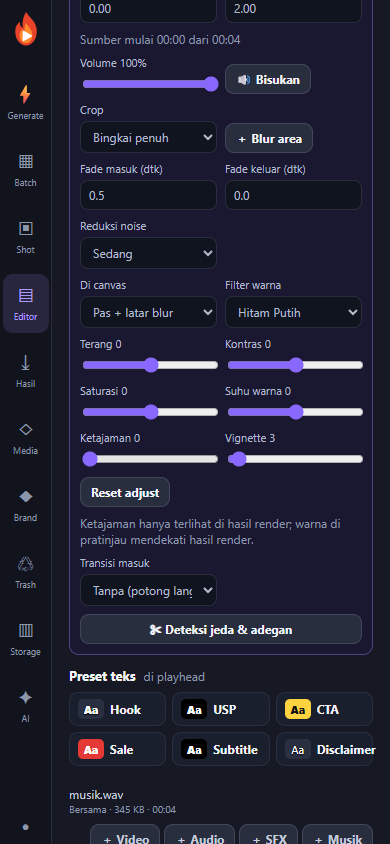 0.00
2.00
Sumber mulai 00:00 dari 00:04
Volume 100%
Bisukan
Crop
Bingkai penuh
+ Blur area
Fade masuk (dtk)
Fade keluar (dtk)
0.5
0.0
Reduksi noise
Sedang
Di canvas
Filter warna
Pas + latar blur
Hitam Putih
Terang 0
Kontras 0
Saturasi 0
Suhu warna 0
Ketajaman 0
Vignette 3
Reset adjust
Ketajaman hanya terlihat di hasil render; warna di
pratinjau mendekati hasil render.
Transisi masuk
Tanpa (potong lang
Deteksi jeda & adegan
Preset teks di playhead
Aa Hook
Aa USP
Aa CTA
Aa Sale
Aa Subtitle
Aa Disclaimer
musik.wav
Bersama · 345 KB · 00:04
+ Video
+ Audio
+ SFX
+ Musik
Generate
Batch
Shot
Editor
Hasil
Media
Brand
Trash
Storage
AI